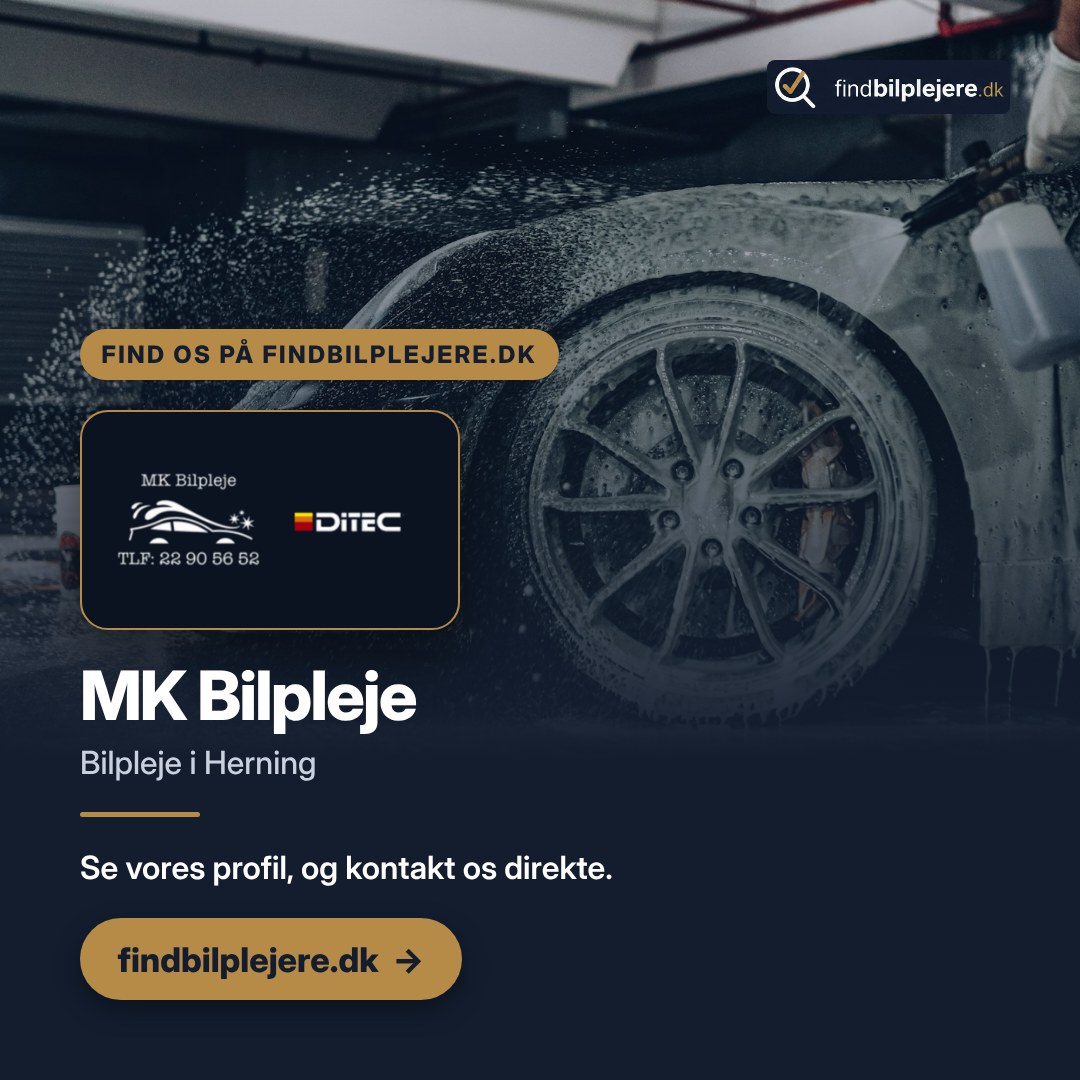 findbilplejere.dk
FIND OS PÅ FINDBILPLEJERE.DK
MK Bilpleje
TLF: 22 90 56 52
DiTEC
MK Bilpleje
Bilpleje i Herning
Se vores profil, og kontakt os direkte.
findbilplejere.dk →